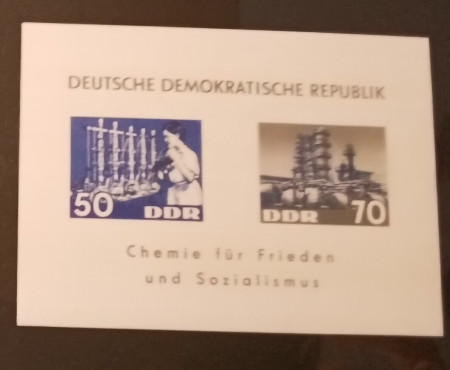 DEUTSCHE DEMOKRATISCHE REPUBLIK
50 DDR
DDR 70
Chemie für Frieden
und Sozialismus